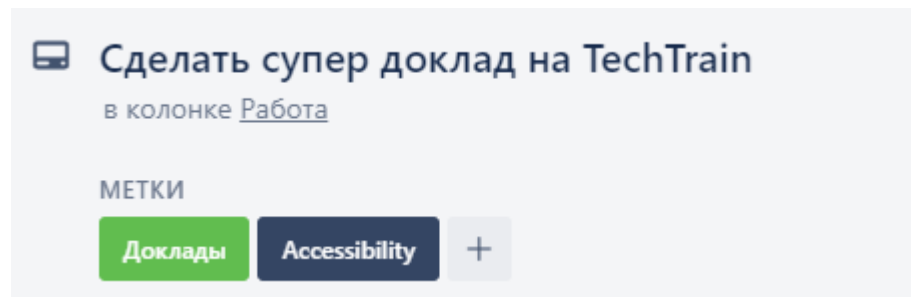 Сделать супер доклад на TechTrain
в колонке Работа
МЕТКИ
Доклады Accessibility +